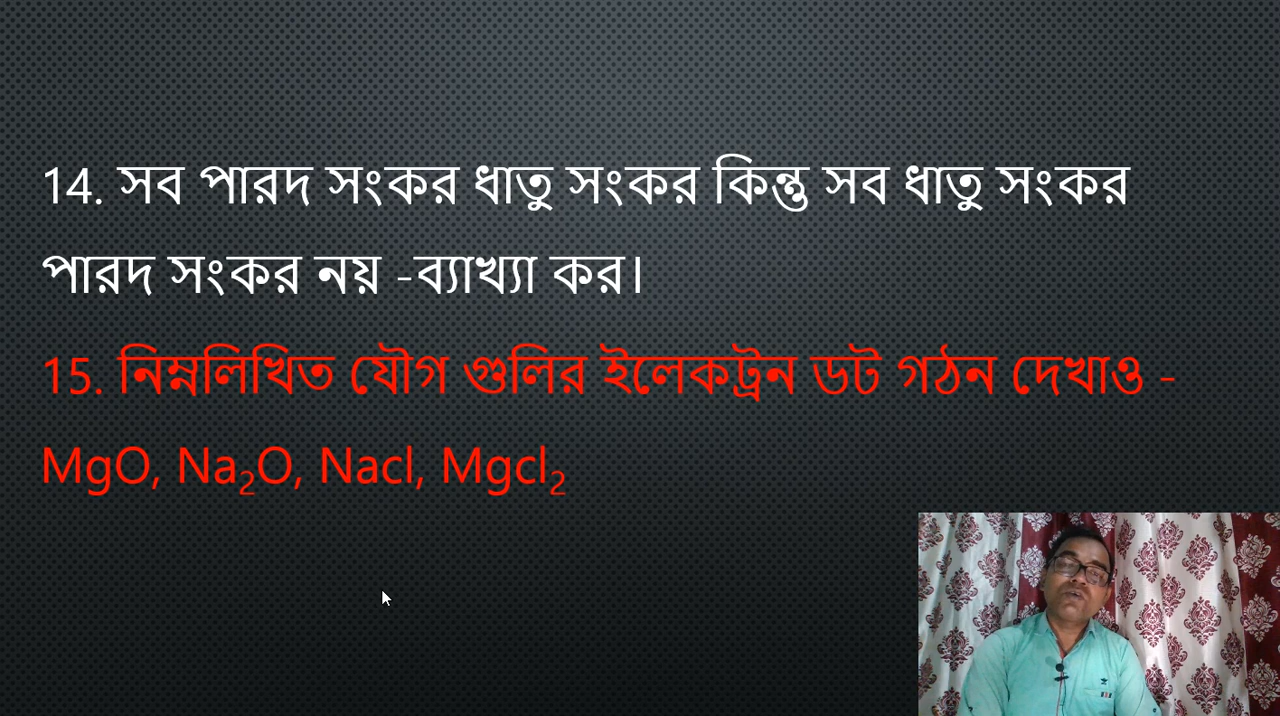 14. সব পারদ সংকর ধাতু সংকর কিন্তু সব ধাতু সংকর
পারদ সংকর নয় -ব্যাখ্যা কর।
15. নিম্নলিখিত যৌগ গুলির ইলেকট্রন ডট গঠন দেখাও -
MgO, Na₂O, Nacl, Mgcl₂